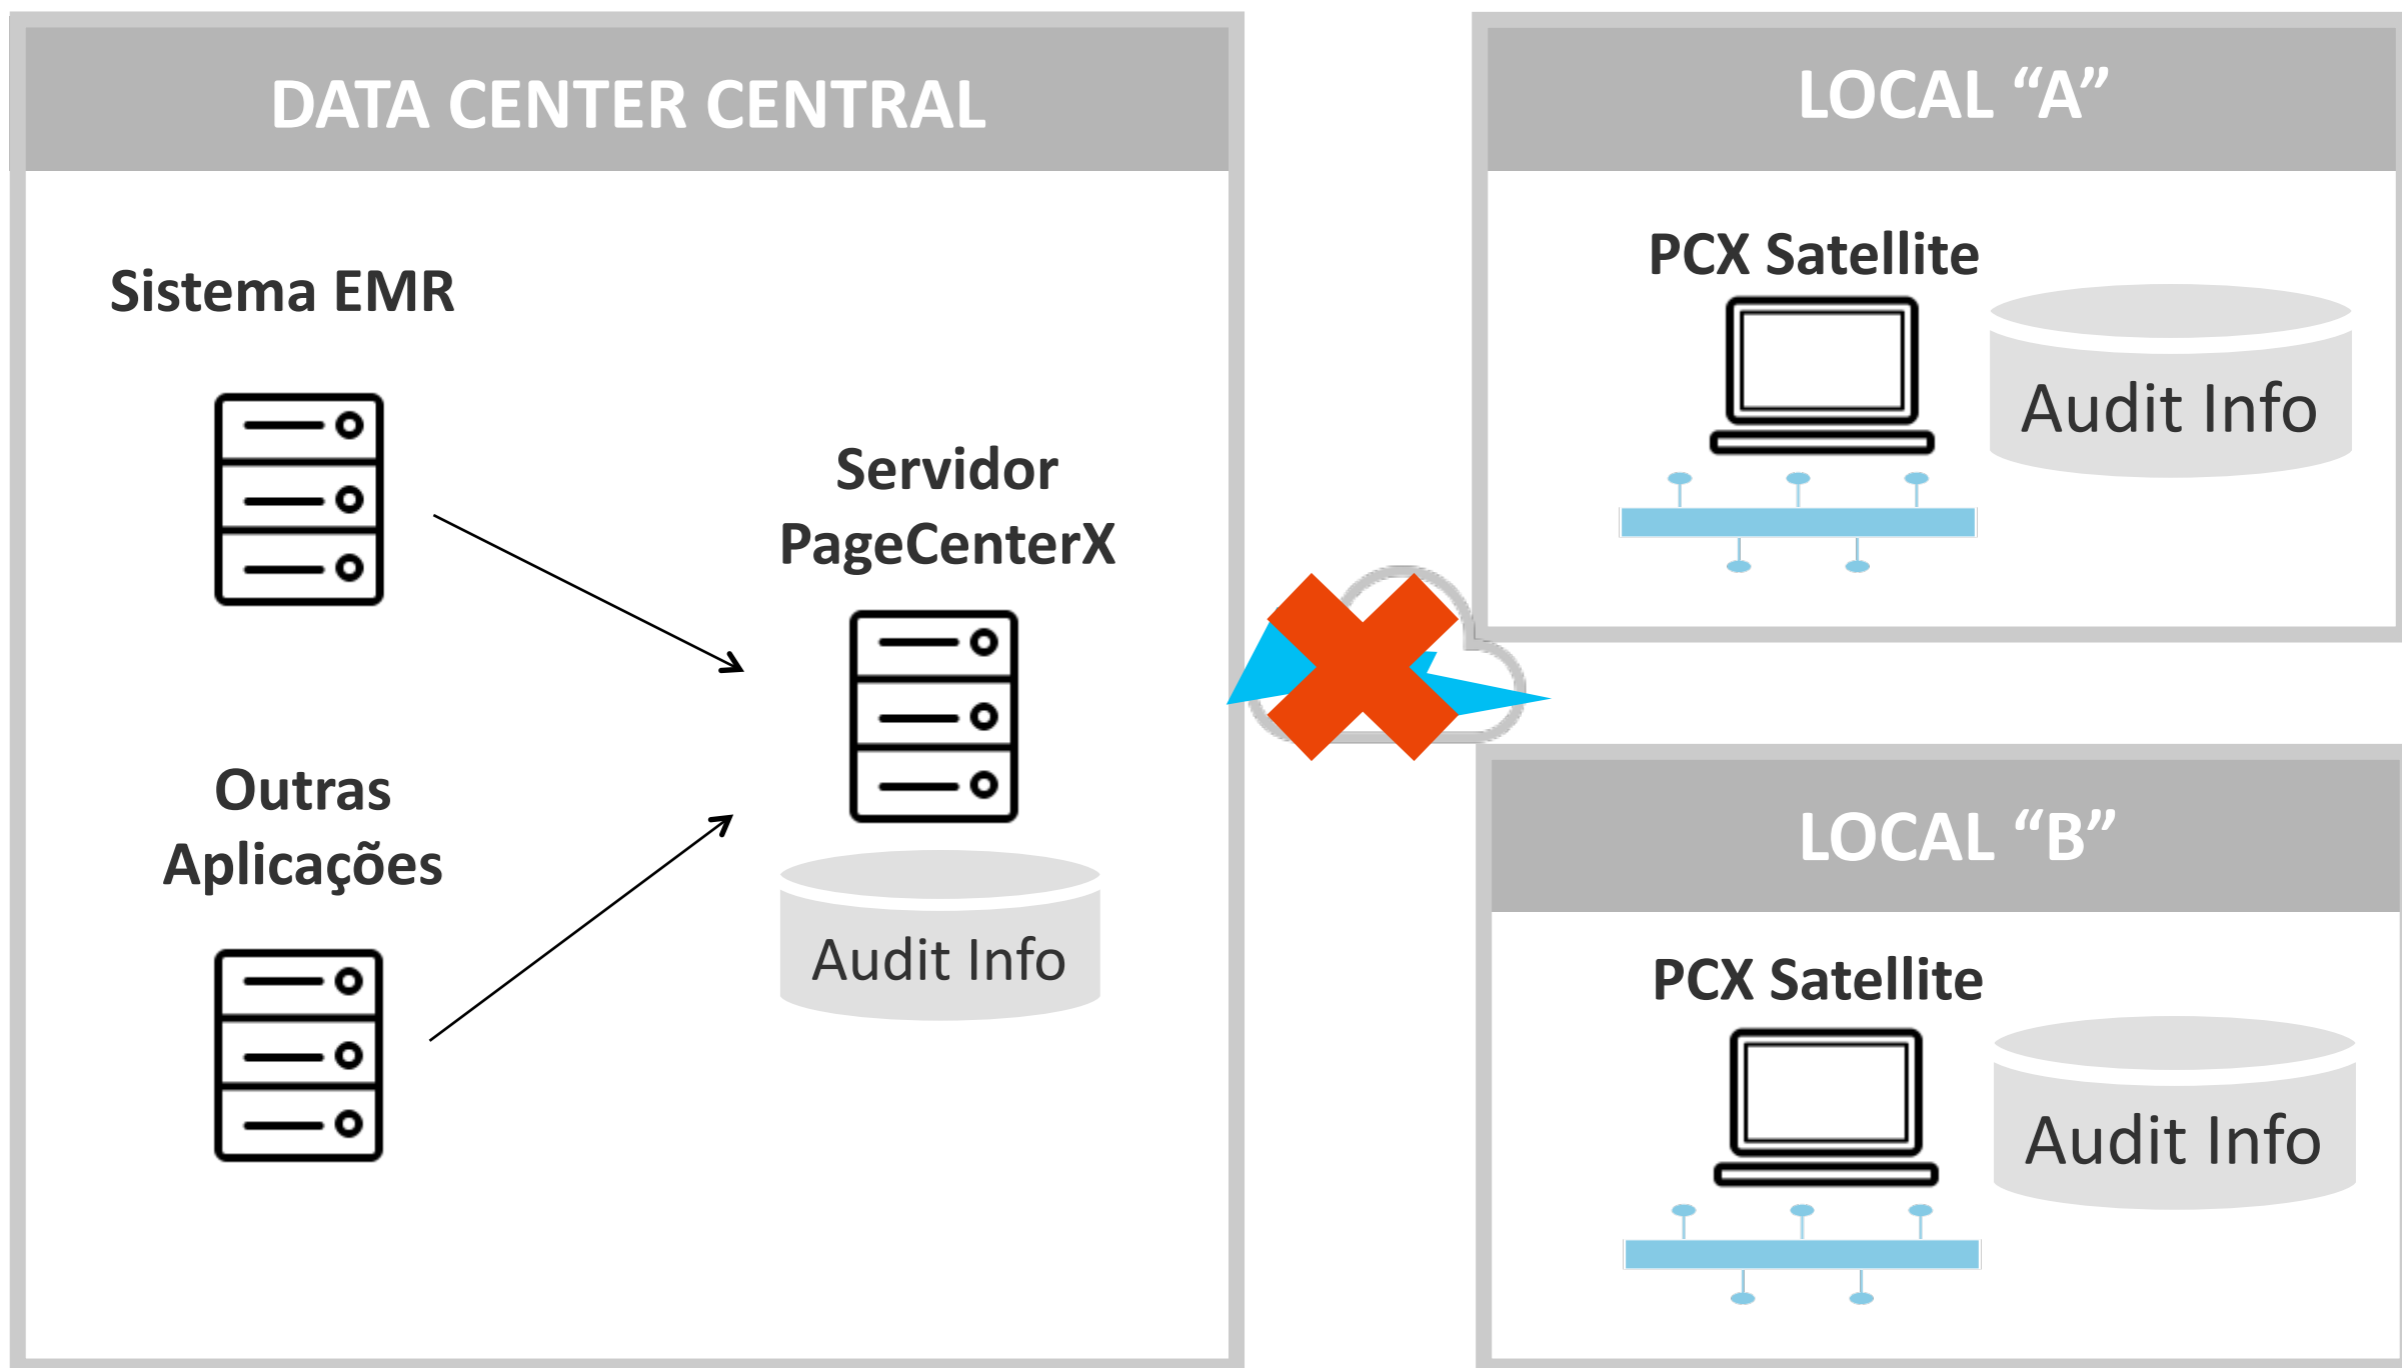 DATA CENTER CENTRAL
Sistema EMR
Servidor
PageCenterX
Outras
Aplicações
Audit Info
LOCAL “A”
PCX Satellite
Audit Info
LOCAL “B”
PCX Satellite
Audit Info